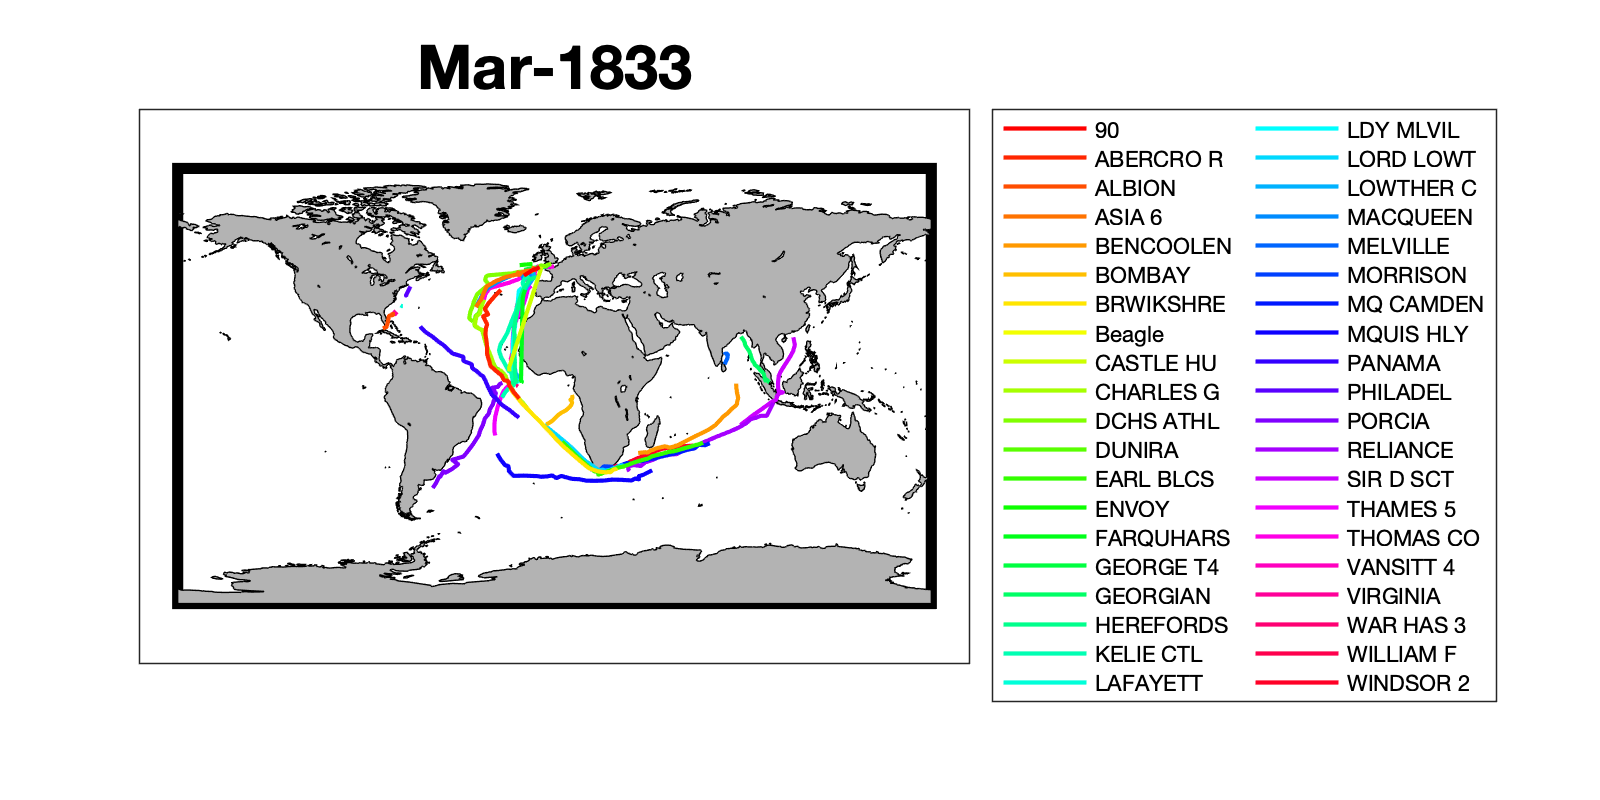 Mar-1833
90
ABERCRO R
ALBION
ASIA 6
BENCOOLEN
BOMBAY
BRWIKSHRE
Beagle
CASTLE HU
CHARLES G
DCHS ATHL
DUNIRA
EARL BLCS
ENVOY
FARQUHARS
GEORGE T4
GEORGIAN
HEREFORDS
KELIE CTL
LAFAYETT
LDY MLVIL
LORD LOWT
LOWTHER C
MACQUEEN
MELVILLE
MORRISON
MQ CAMDEN
MQUIS HLY
PANAMA
PHILADEL
PORCIA
RELIANCE
SIR D SCT
THAMES 5
THOMAS CO
VANSITT 4
VIRGINIA
WAR HAS 3
WILLIAM F
WINDSOR 2